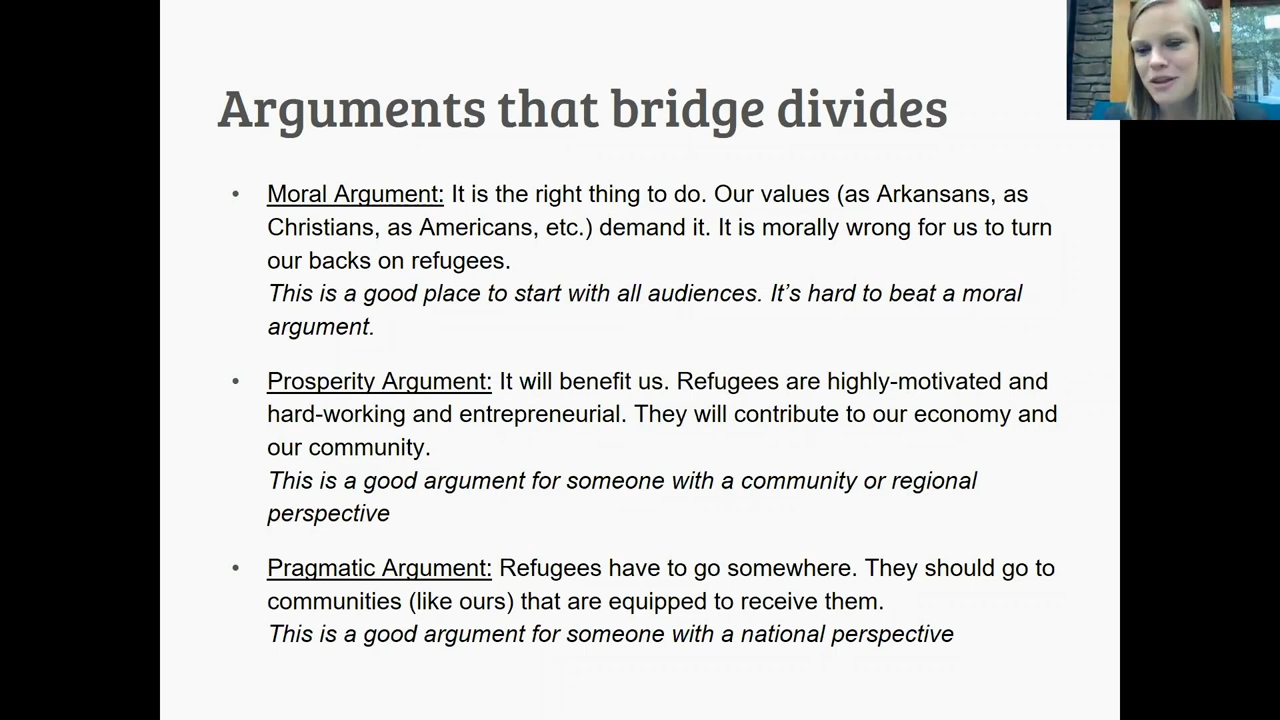 Arguments that bridge divides
• Moral Argument: It is the right thing to do. Our values (as Arkansans, as
Christians, as Americans, etc.) demand it. It is morally wrong for us to turn
our backs on refugees.
This is a good place to start with all audiences. It’s hard to beat a moral
argument.
• Prosperity Argument: It will benefit us. Refugees are highly-motivated and
hard-working and entrepreneurial. They will contribute to our economy and
our community.
This is a good argument for someone with a community or regional
perspective
• Pragmatic Argument: Refugees have to go somewhere. They should go to
communities (like ours) that are equipped to receive them.
This is a good argument for someone with a national perspective